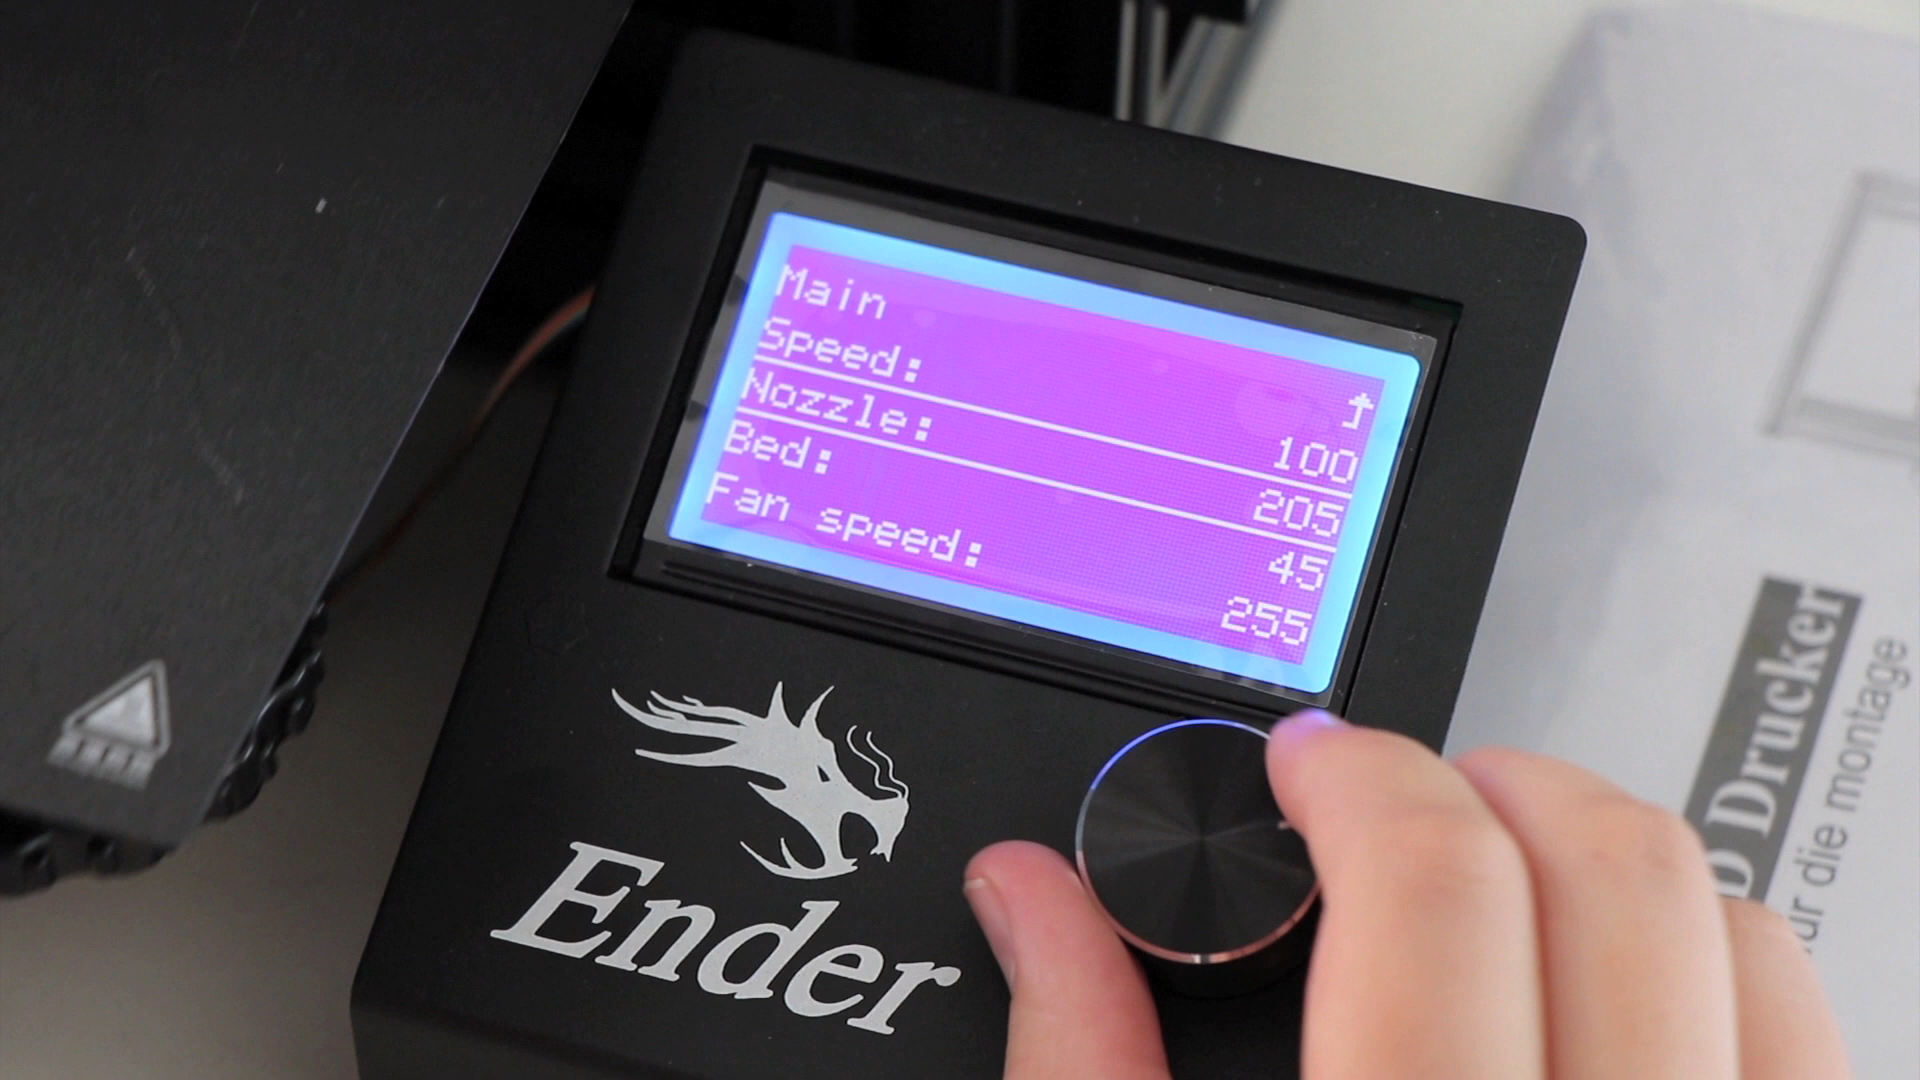 Main
Speed: 100
Nozzle: 205
Bed: 45
Fan speed: 255
Ender
D Drucker
ur die montage